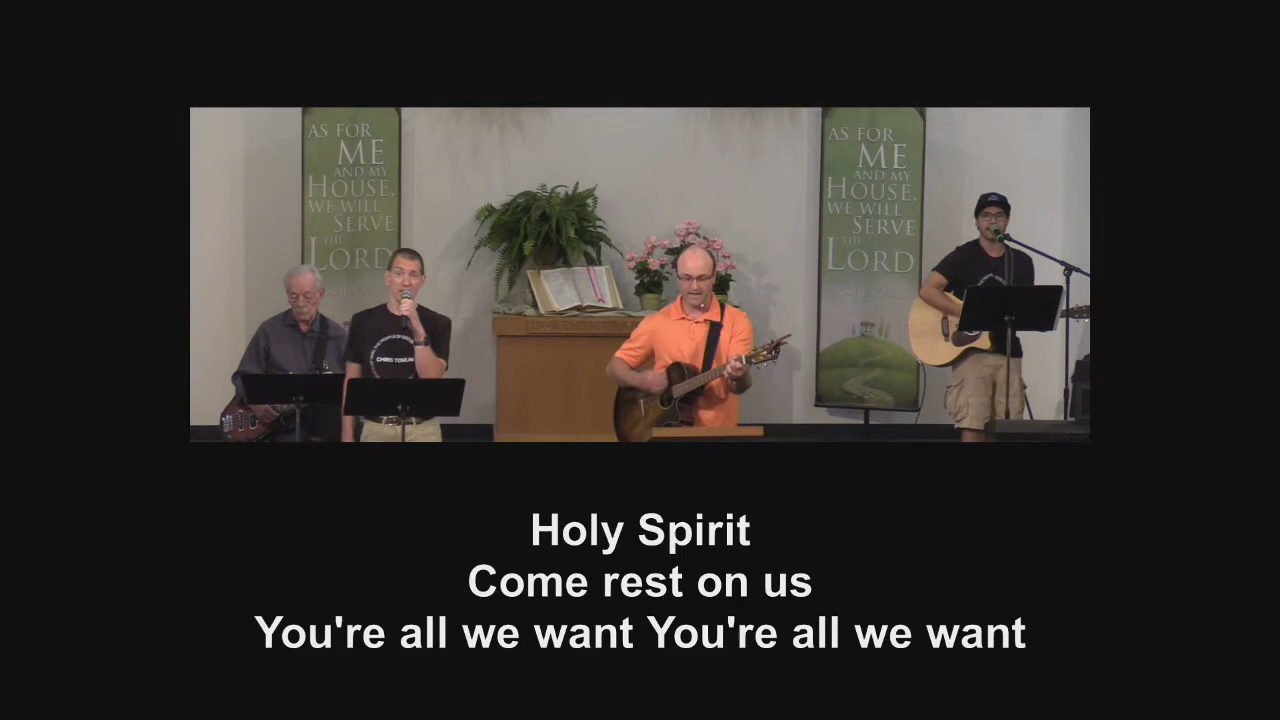 AS FOR
ME
AND MY
HOUSE,
WE WILL
SERVE
THE
LORD
AS FOR
ME
AND MY
HOUSE,
WE WILL
SERVE
THE
LORD
CHRIS TOMLIN
Holy Spirit
Come rest on us
You're all we want You're all we want